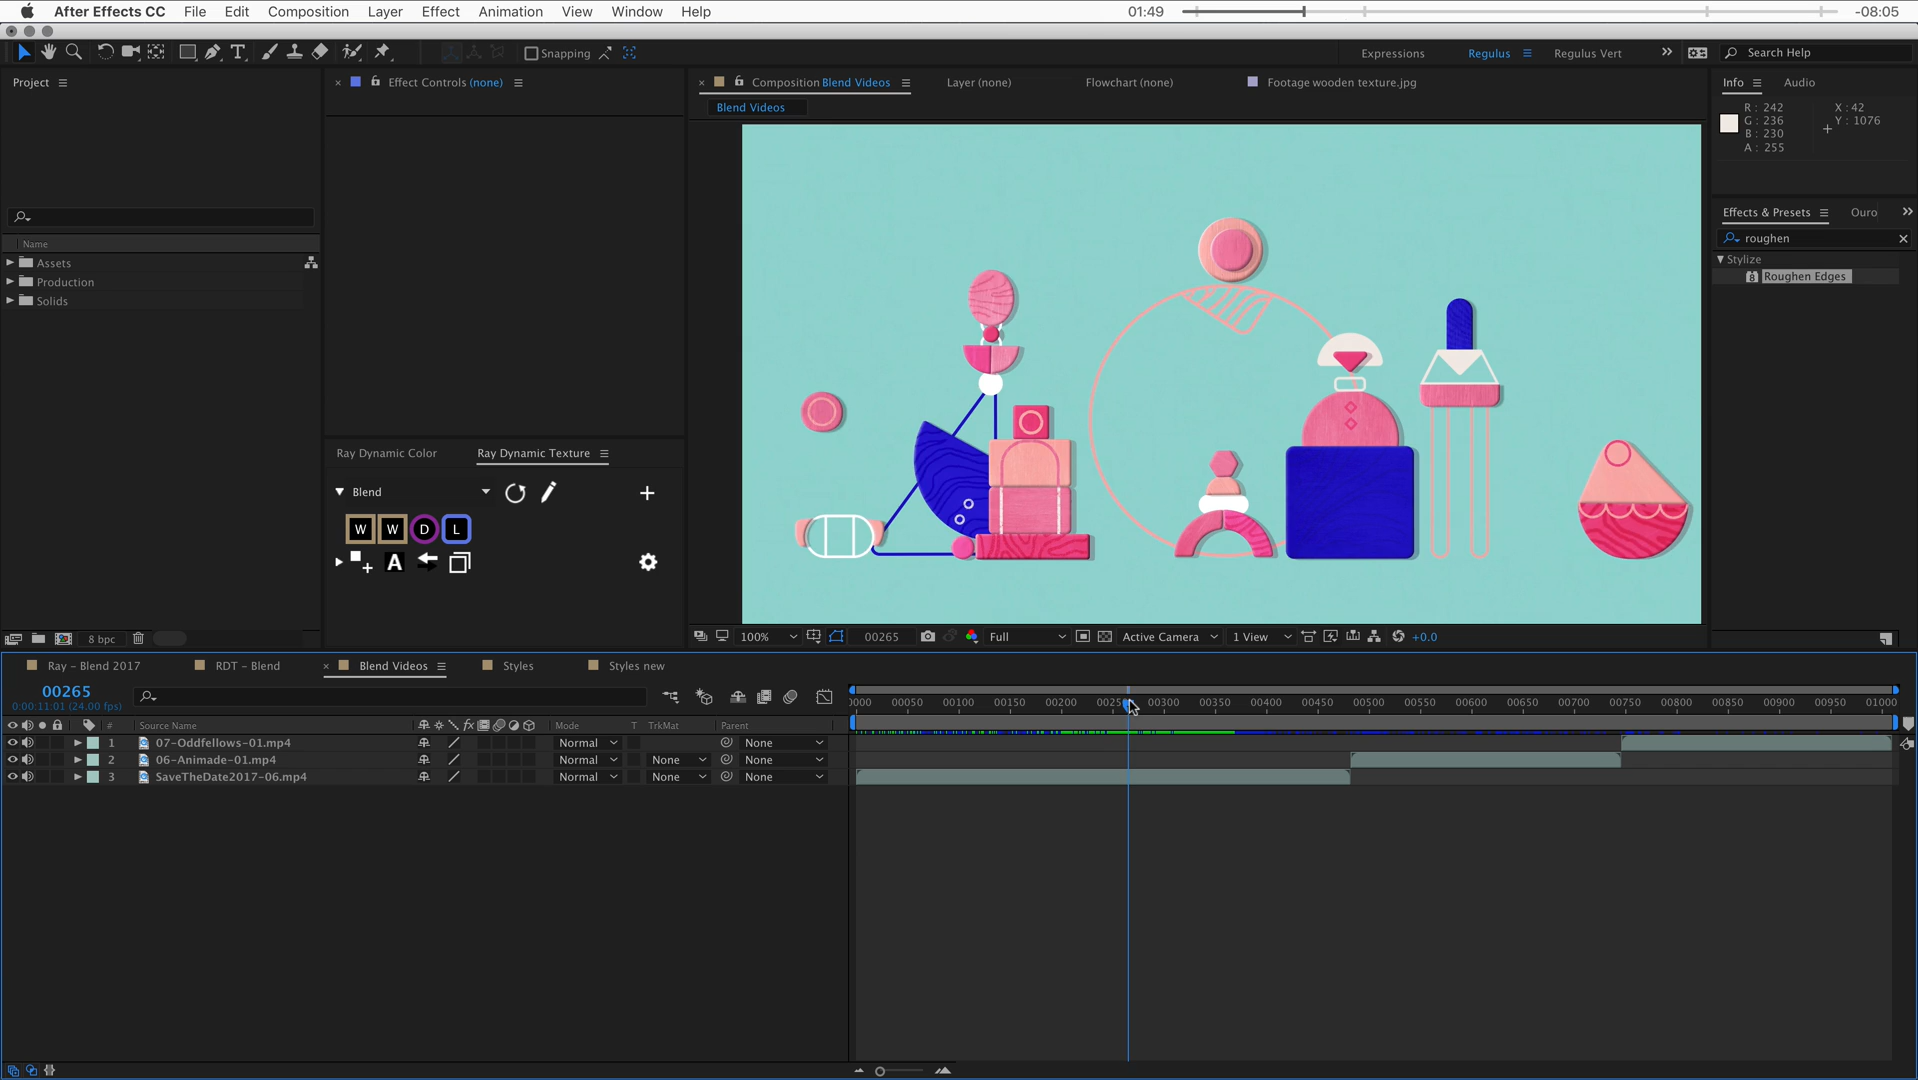 After Effects CC File Edit Composition Layer Effect Animation View Window Help 01:49 -08:05
T Snapping Expressions Regulus Regulus Vert Search Help
Project
Effect Controls (none)
Composition Blend Videos Layer (none) Flowchart (none) Footage wooden texture.jpg
Blend Videos
Info Audio
R: 242
G: 236
B: 230
A: 255
X: 42
Y: 1076
Name
Assets
Production
Solids
Effects & Presets Ouro
roughen
Stylize
8 Roughen Edges
Ray Dynamic Color Ray Dynamic Texture
Blend
W W D L
A
8 bpc
100% 00265 Full Active Camera 1 View +0.0
Ray – Blend 2017 RDT – Blend Blend Videos Styles Styles new
00265
0:00:11:01 (24.00 fps)
0000 00050 00100 00150 00200 0025 00300 00350 00400 00450 00500 00550 00600 00650 00700 00750 00800 00850 00900 00950 01000
# Source Name fx Mode T TrkMat Parent
1 07-Oddfellows-01.mp4 Normal None
2 06-Animade-01.mp4 Normal None None
3 SaveTheDate2017-06.mp4 Normal None None